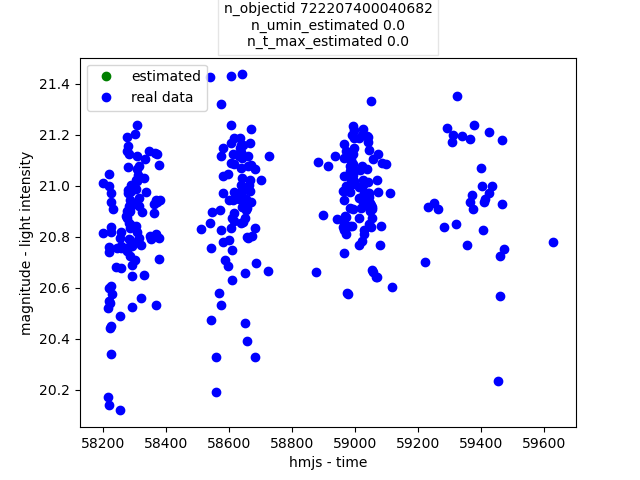 n_objectid 722207400040682
n_umin_estimated 0.0
n_t_max_estimated 0.0
estimated
real data
magnitude - light intensity
21.4
21.2
21.0
20.8
20.6
20.4
20.2
58200 58400 58600 58800 59000 59200 59400 59600
hmjs - time